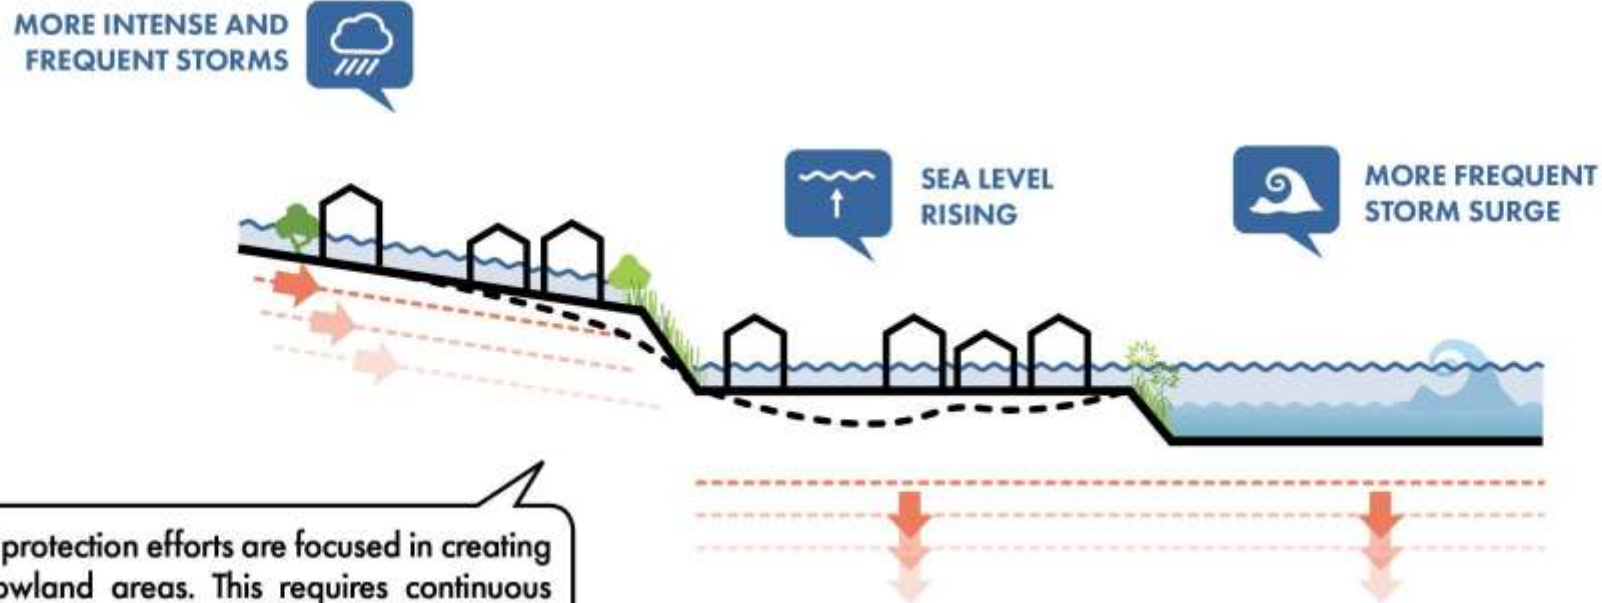 MORE INTENSE AND
FREQUENT STORMS
SEA LEVEL
RISING
MORE FREQUENT
STORM SURGE
protection efforts are focused in creating
owland areas. This requires continuous